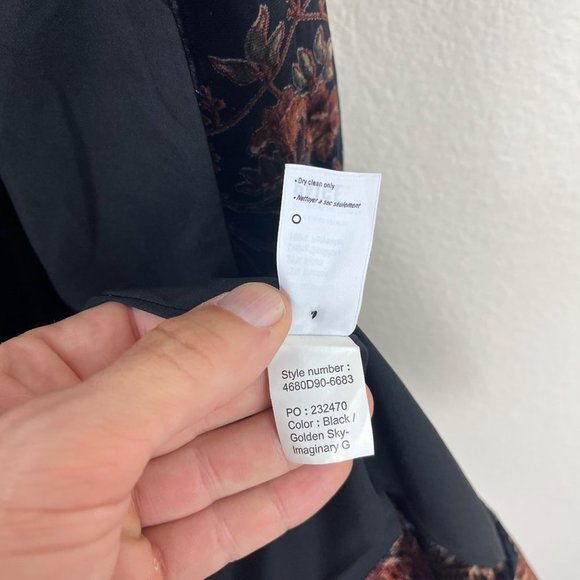 • Dry clean only
• Nettoyer a sec seulement
Style number :
4680D90-6683
PO : 232470
Color : Black /
Golden Sky-
Imaginary G